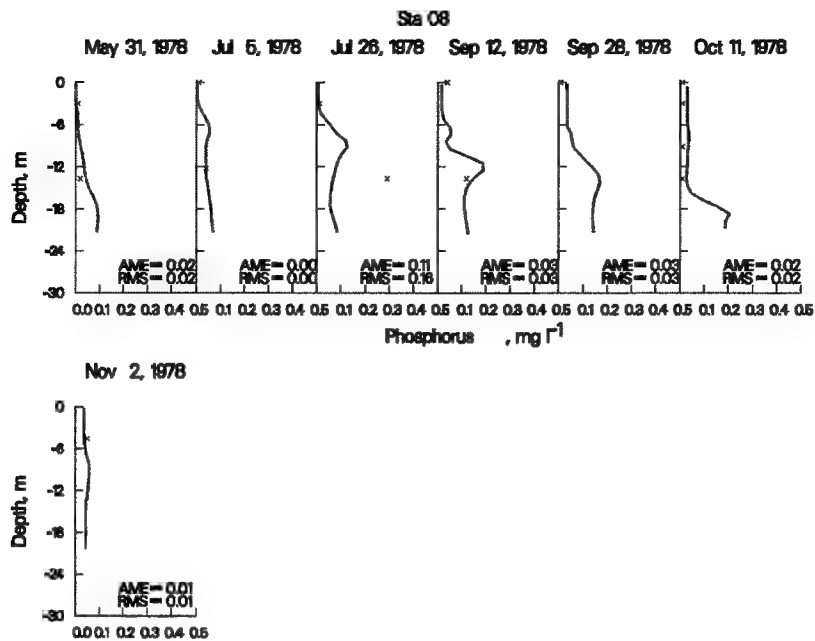 Sta 08
May 31, 1978 Jul 5, 1978 Jul 26, 1978 Sep 12, 1978 Sep 28, 1978 Oct 11, 1978
0
-6
-12
-18
-24
-30
Depth, m
AME = 0.02 AME = 0.00 AME = 0.11 AME = 0.03 AME = 0.03 AME = 0.02
RMS = 0.02 RMS = 0.00 RMS = 0.16 RMS = 0.03 RMS = 0.03 RMS = 0.02
0.0 0.1 0.2 0.3 0.4 0.5 0.1 0.2 0.3 0.4 0.5 0.1 0.2 0.3 0.4 0.5 0.1 0.2 0.3 0.4 0.5 0.1 0.2 0.3 0.4 0.5 0.1 0.2 0.3 0.4 0.5
Phosphorus , mg l-1
Nov 2, 1978
0
-6
-12
-18
-24
-30
Depth, m
AME = 0.01
RMS = 0.01
0.0 0.1 0.2 0.3 0.4 0.5